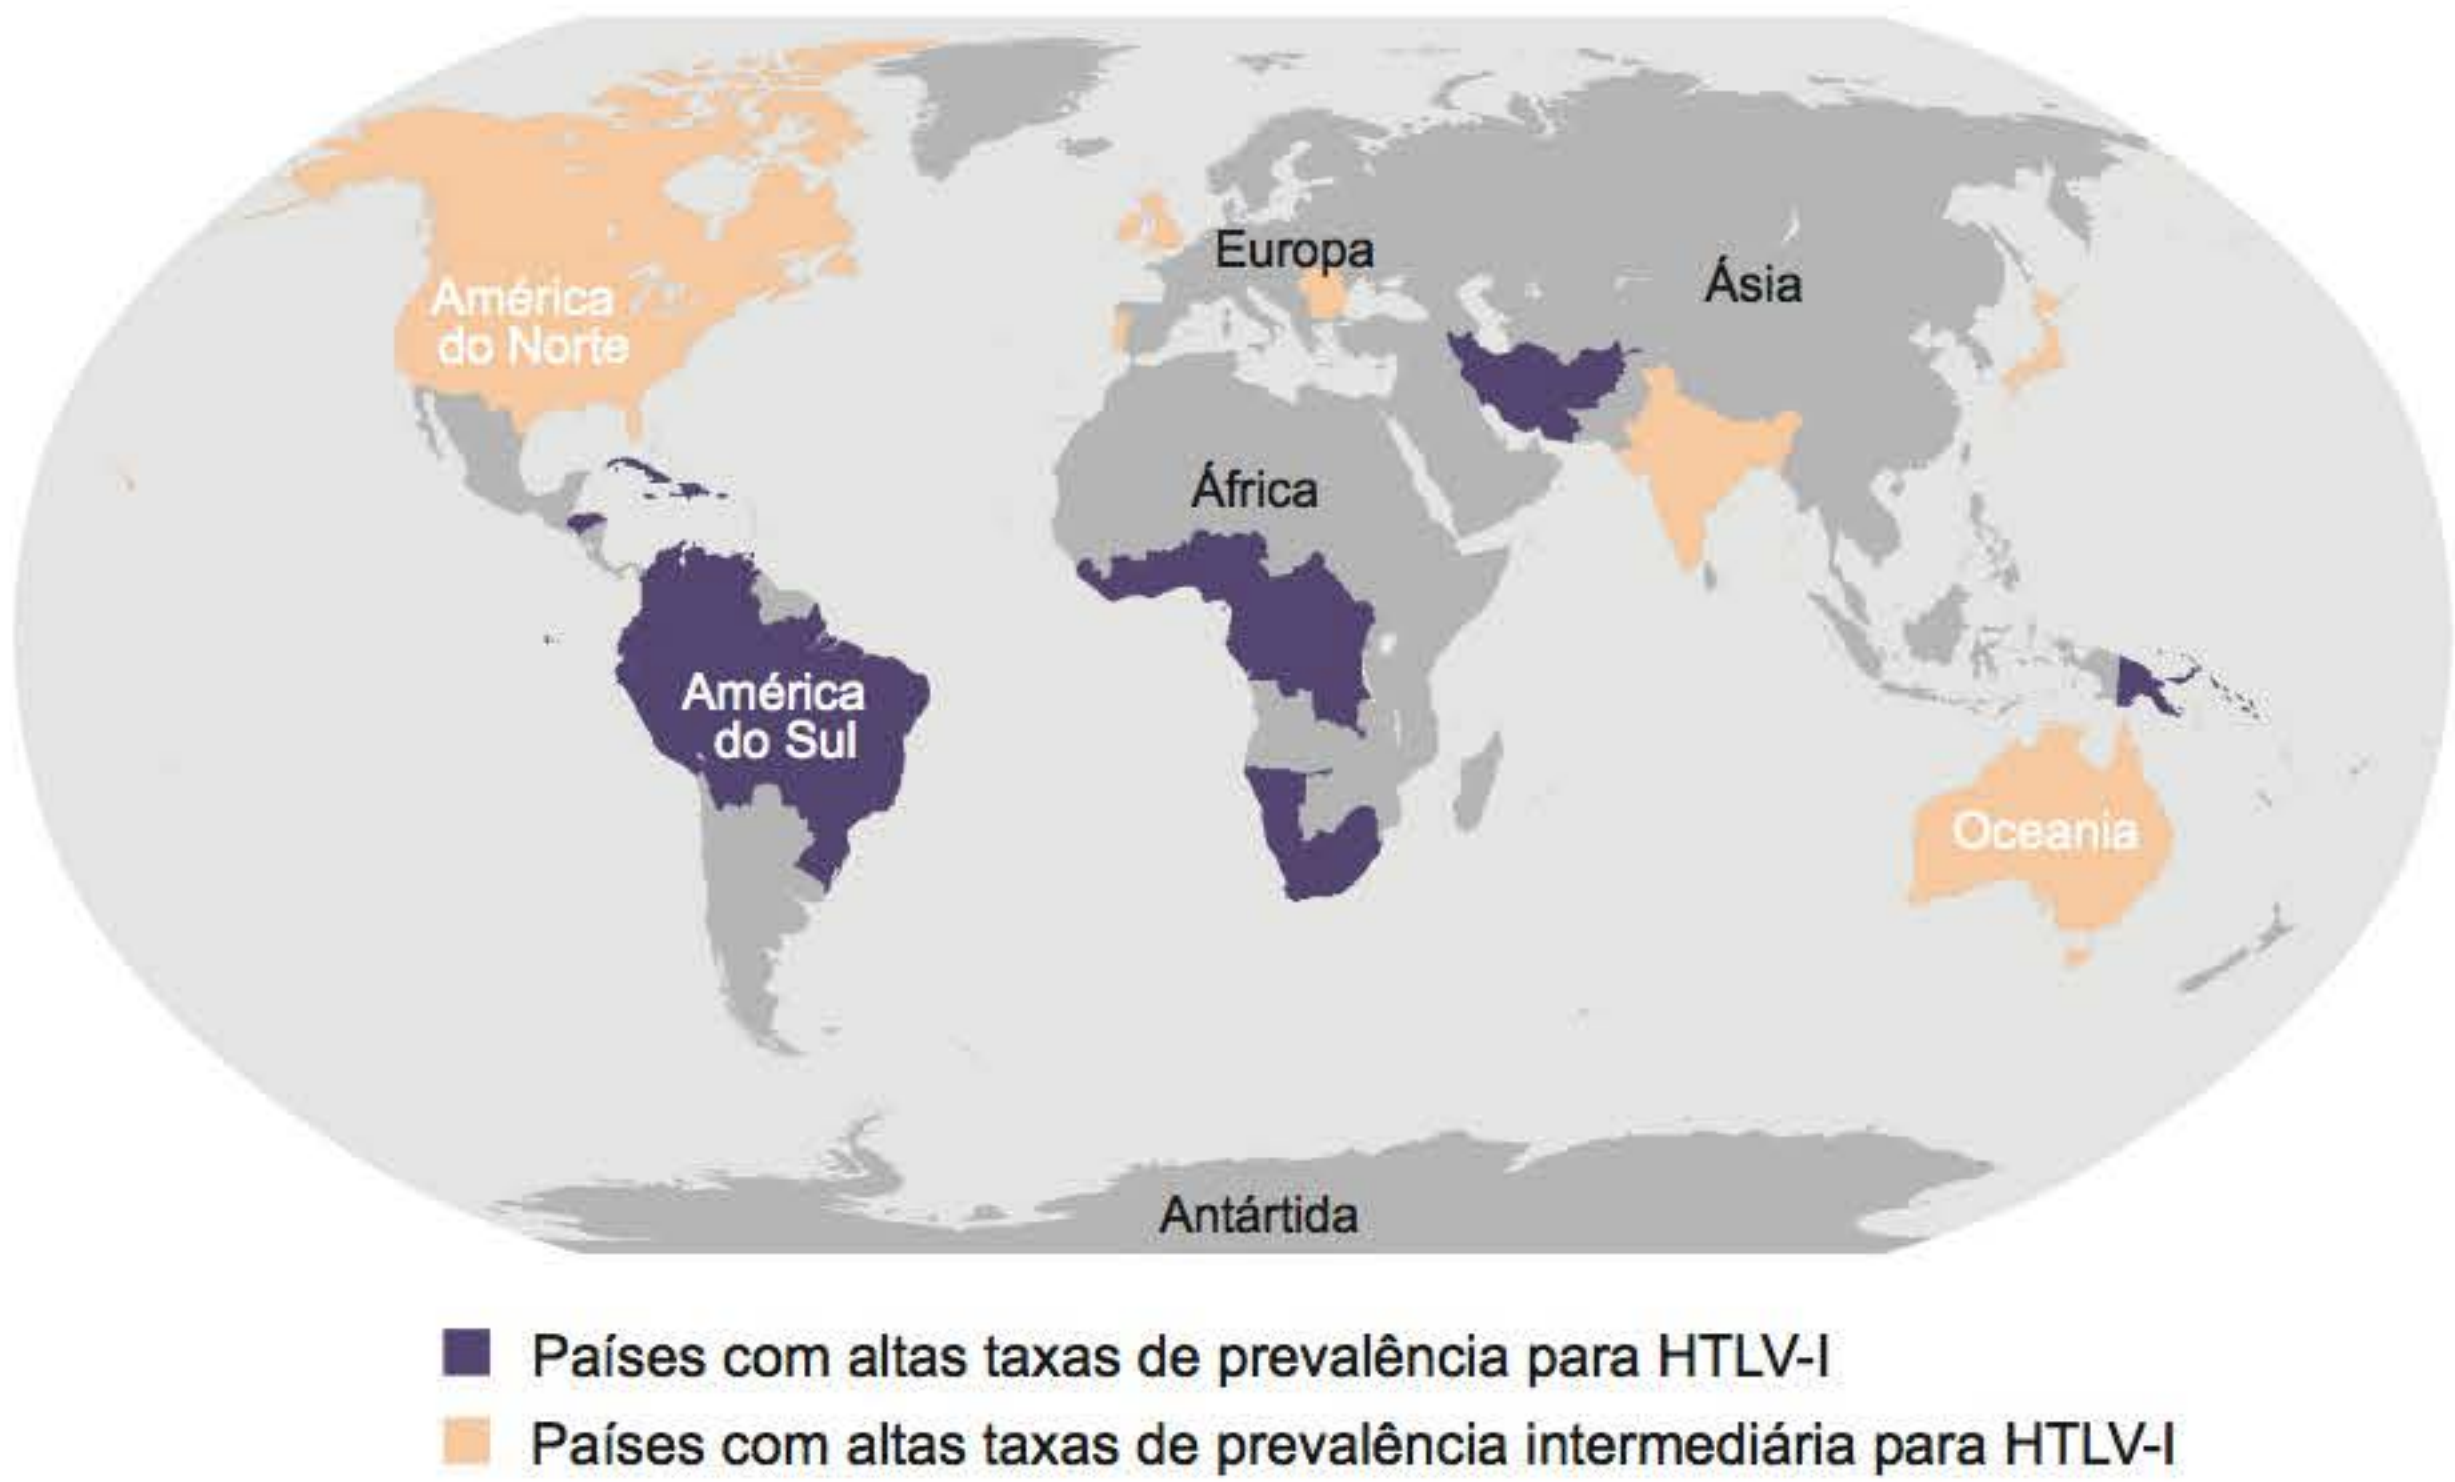 América
do Norte
Europa
Ásia
África
América
do Sul
Oceania
Antártida
Países com altas taxas de prevalência para HTLV-I
Países com altas taxas de prevalência intermediária para HTLV-I